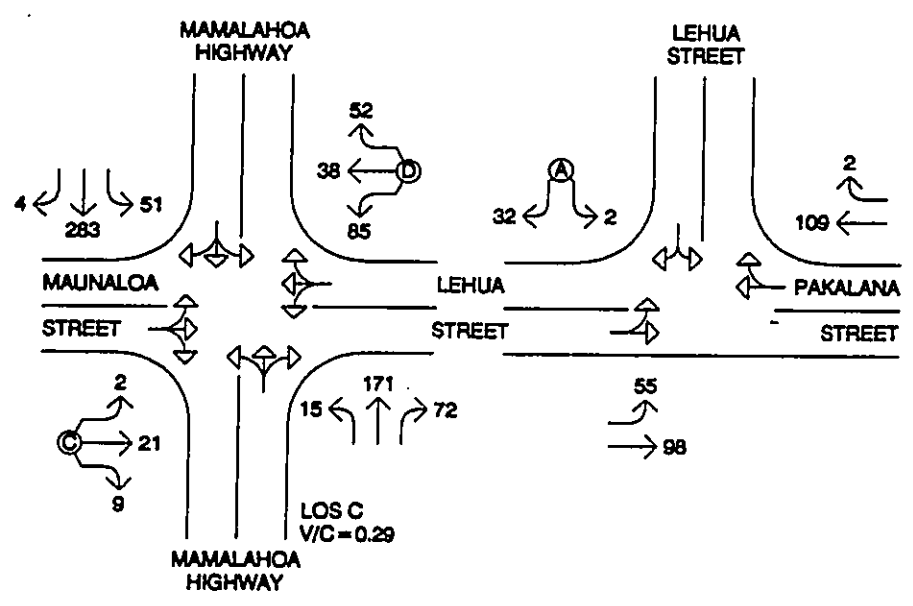 MAMALAHOA
HIGHWAY
LEHUA
STREET
52
D
38
85
4
283
51
A
32
2
2
109
MAUNALOA
STREET
LEHUA
STREET
PAKALANA
STREET
2
C
21
9
15
171
72
55
98
LOS C
V/C = 0.29
MAMALAHOA
HIGHWAY